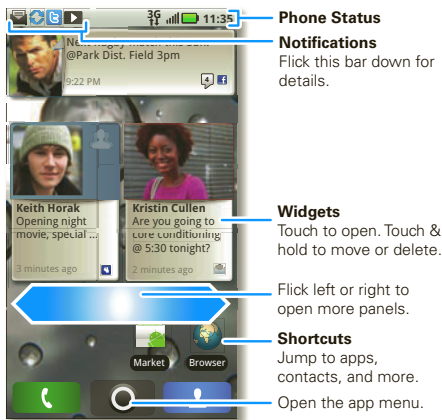 3G 11:35
Phone Status
Notifications
Flick this bar down for
details.
match this
@Park Dist. Field 3pm
9:22 PM
4
Keith Horak
Opening night
movie, special ...
3 minutes ago
Kristin Cullen
Are you going to
core conditioning
@ 5:30 tonight?
2 minutes ago
Widgets
Touch to open. Touch &
hold to move or delete.
Flick left or right to
open more panels.
Market
Browser
Shortcuts
Jump to apps,
contacts, and more.
Open the app menu.